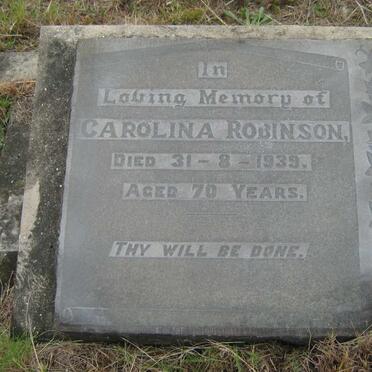 In
Loving Memory of
CAROLINA ROBINSON,
DIED 31-8-1939.
AGED 70 YEARS.
THY WILL BE DONE.